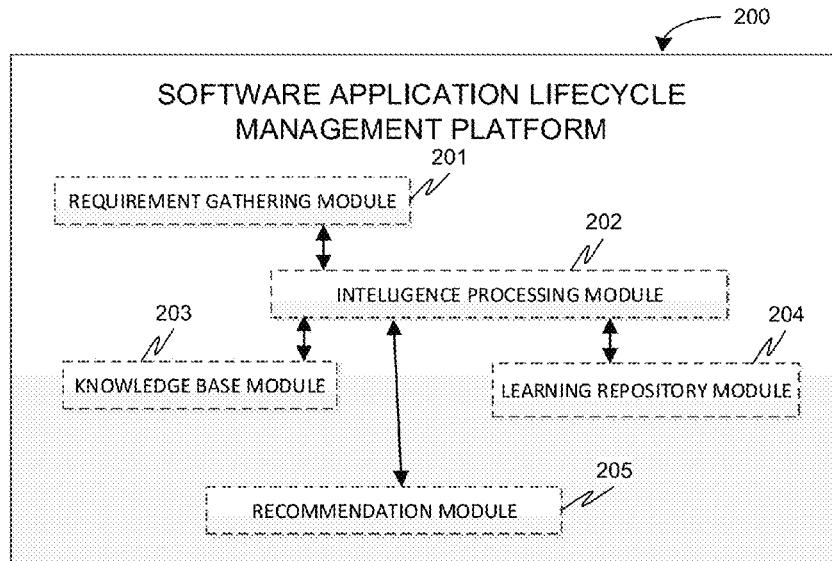 200
SOFTWARE APPLICATION LIFECYCLE
MANAGEMENT PLATFORM
201
REQUIREMENT GATHERING MODULE
202
INTELLIGENCE PROCESSING MODULE
203
204
KNOWLEDGE BASE MODULE
LEARNING REPOSITORY MODULE
205
RECOMMENDATION MODULE